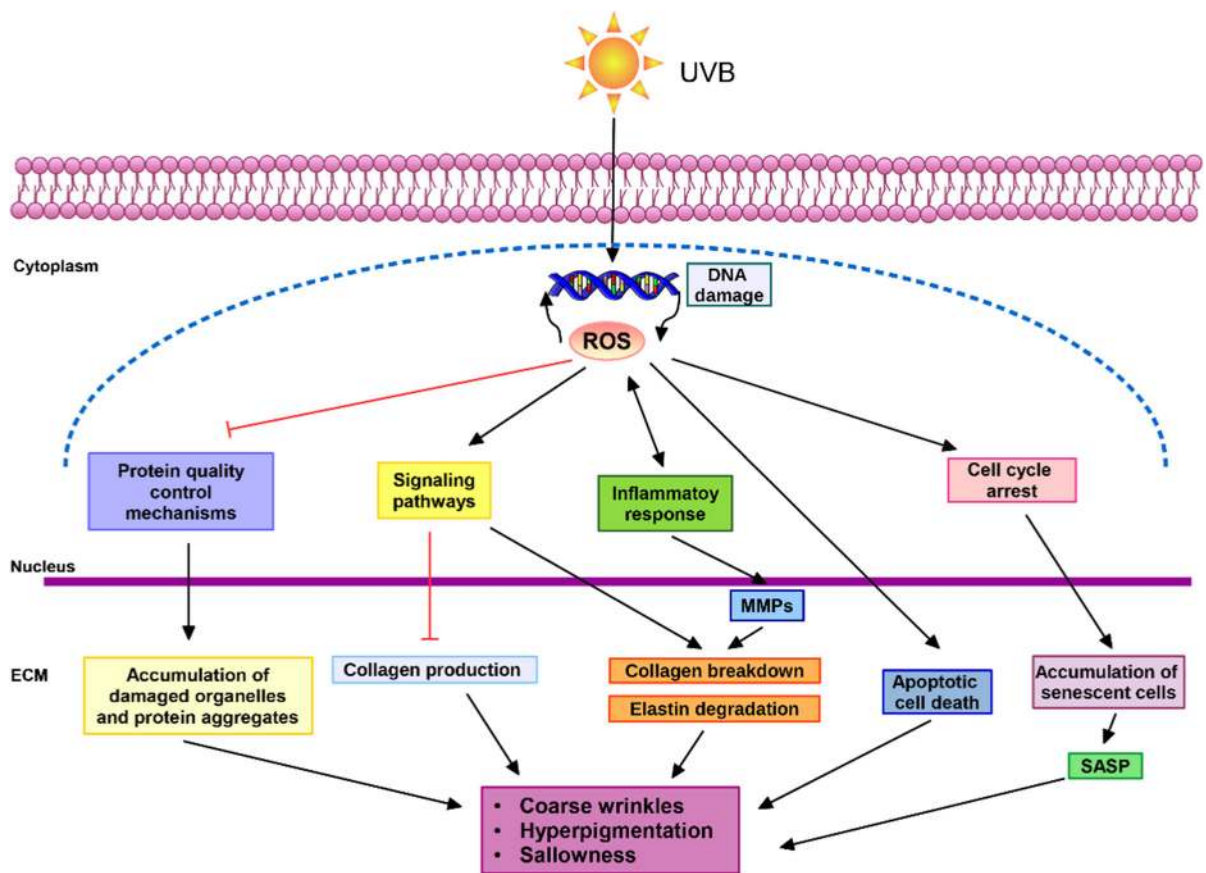 UVB
Cytoplasm
DNA
damage
ROS
Protein quality
control
mechanisms
Signaling
pathways
Inflammatoy
response
Cell cycle
arrest
Nucleus
MMPs
ECM
Accumulation of
damaged organelles
and protein aggregates
Collagen production
Collagen breakdown
Elastin degradation
Apoptotic
cell death
Accumulation of
senescent cells
SASP
• Coarse wrinkles
• Hyperpigmentation
• Sallowness